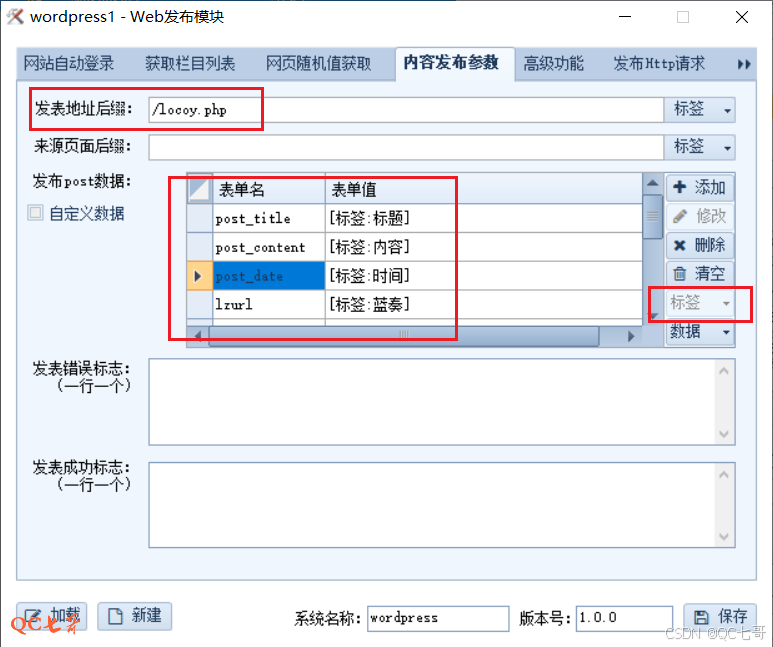 wordpress1 - Web发布模块
网站自动登录 获取栏目列表 网页随机值获取 内容发布参数 高级功能 发布Http请求
发表地址后缀: /locoy.php 标签
来源页面后缀: 标签
发布post数据: 表单名 表单值 添加
自定义数据 post_title [标签:标题] 修改
post_content [标签:内容] 删除
post_date [标签:时间] 清空
lzurl [标签:蓝奏] 标签
数据
发表错误标志:
(一行一个)
发表成功标志:
(一行一个)
加载 新建 系统名称: wordpress 版本号: 1.0.0 保存
QC七哥
CSDN @QC七哥